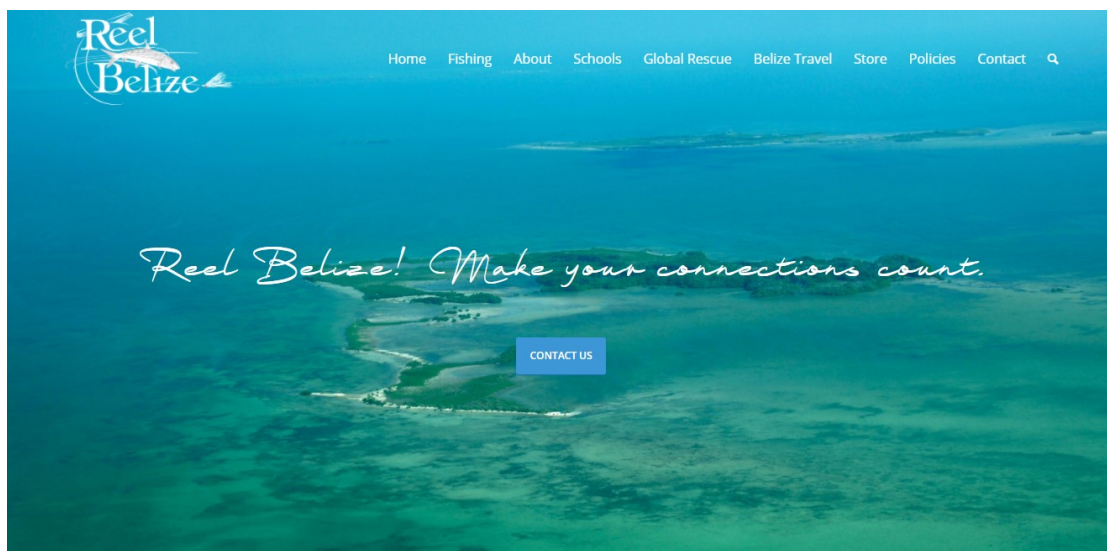 Reel
Belize
Home Fishing About Schools Global Rescue Belize Travel Store Policies Contact
Reel Belize! Make your connections count.
CONTACT US